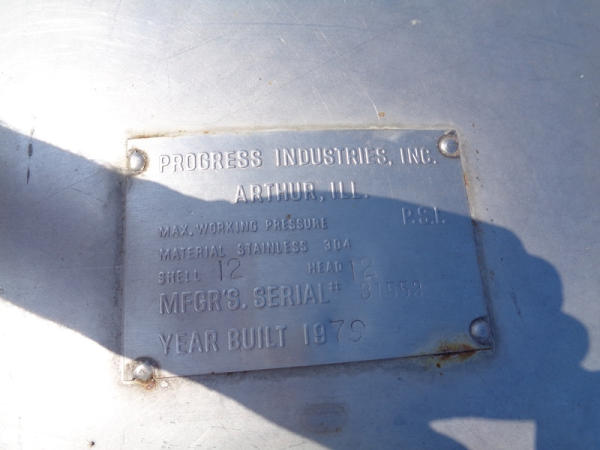 PROGRESS INDUSTRIES, INC.
ARTHUR, ILL.
MAX. WORKING PRESSURE P.S.I.
MATERIAL STAINLESS 304
SHELL 12 HEAD 12
MFGR'S. SERIAL#
YEAR BUILT 1979